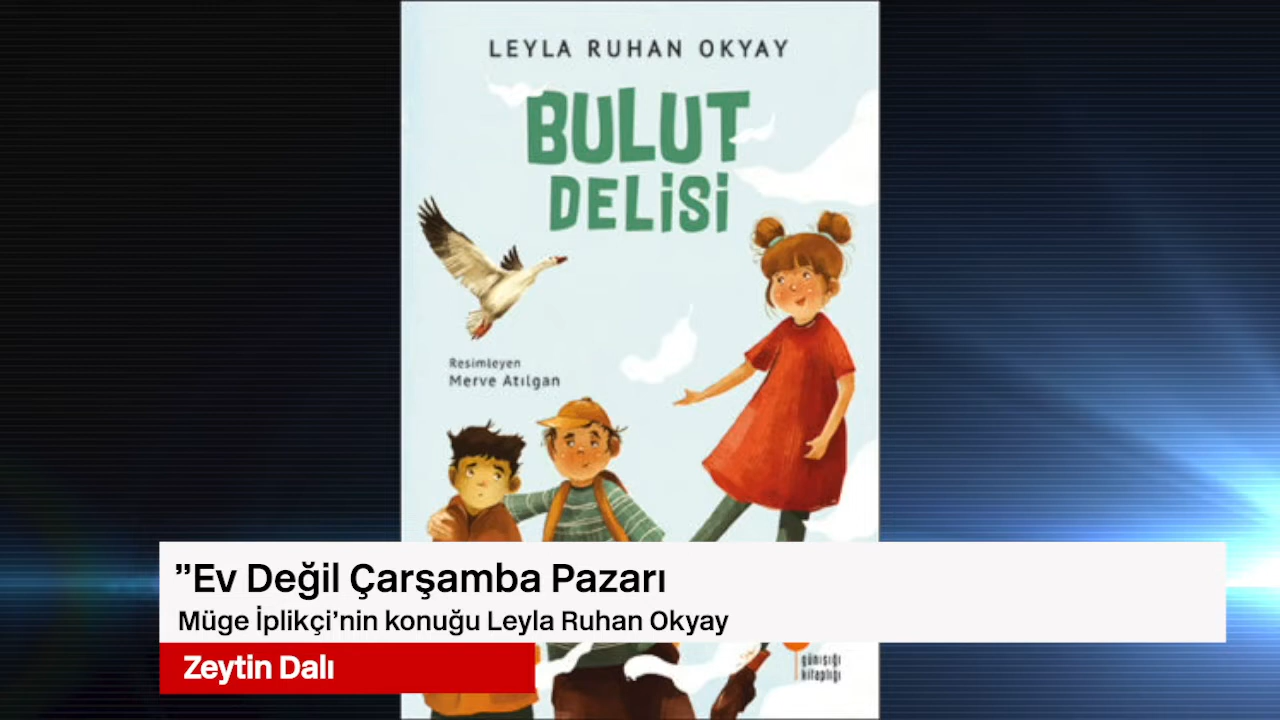 LEYLA RUHAN OKYAY
BULUT
DELİSİ
Resimleyen
Merve Atılgan
”Ev Değil Çarşamba Pazarı
Müge İplikçi’nin konuğu Leyla Ruhan Okyay
Zeytin Dalı
günışığı
kitaplığı